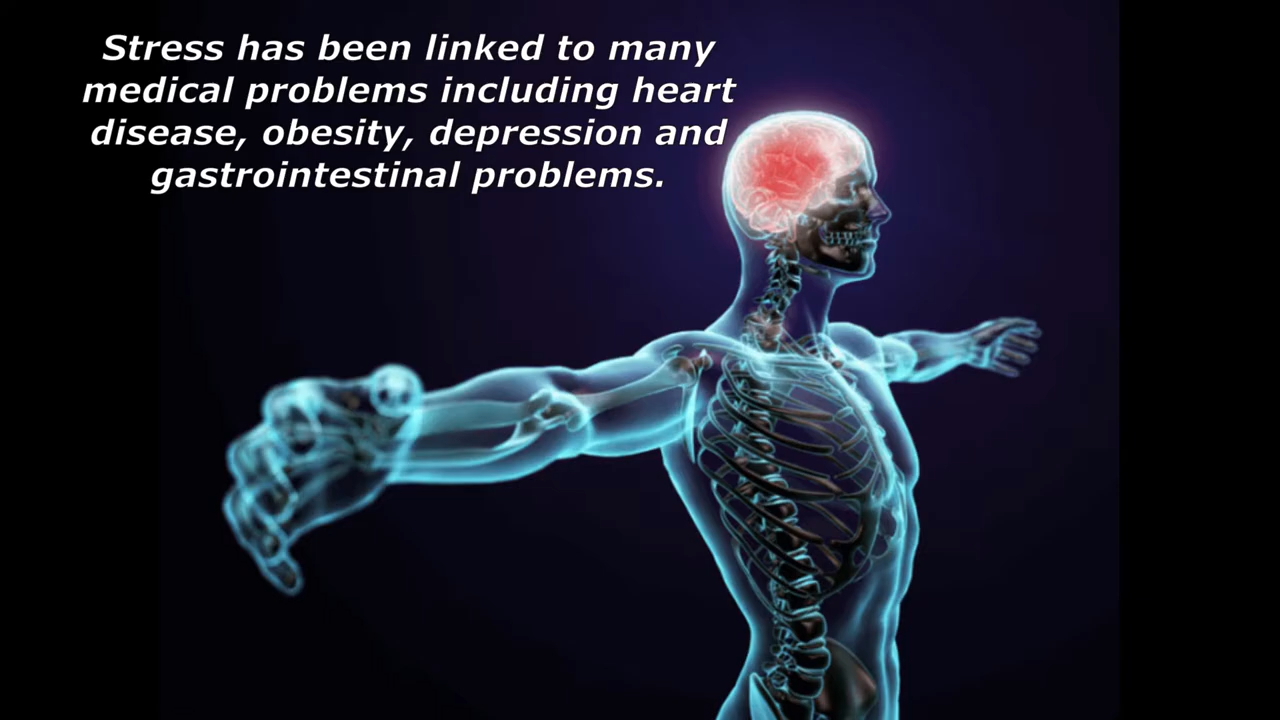 Stress has been linked to many
medical problems including heart
disease, obesity, depression and
gastrointestinal problems.